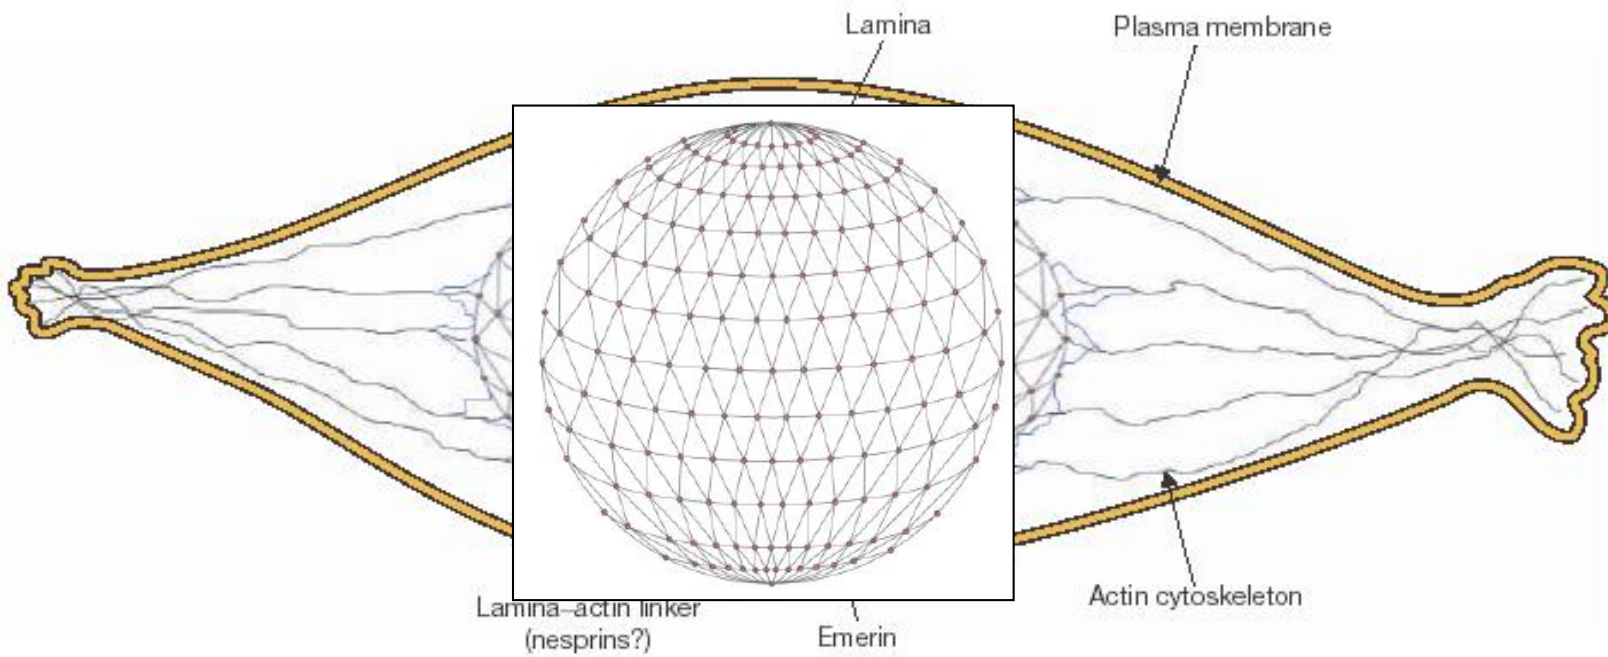 Lamina
Plasma membrane
Lamina–actin linker
(nesprins?)
Emerin
Actin cytoskeleton